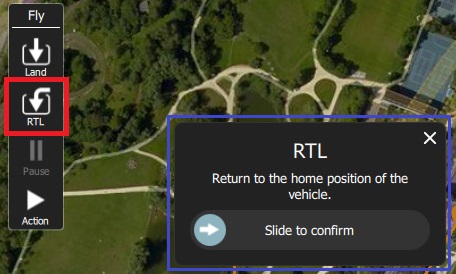 Fly
Land
RTL
Pause
Action
RTL
Return to the home position of the
vehicle.
Slide to confirm